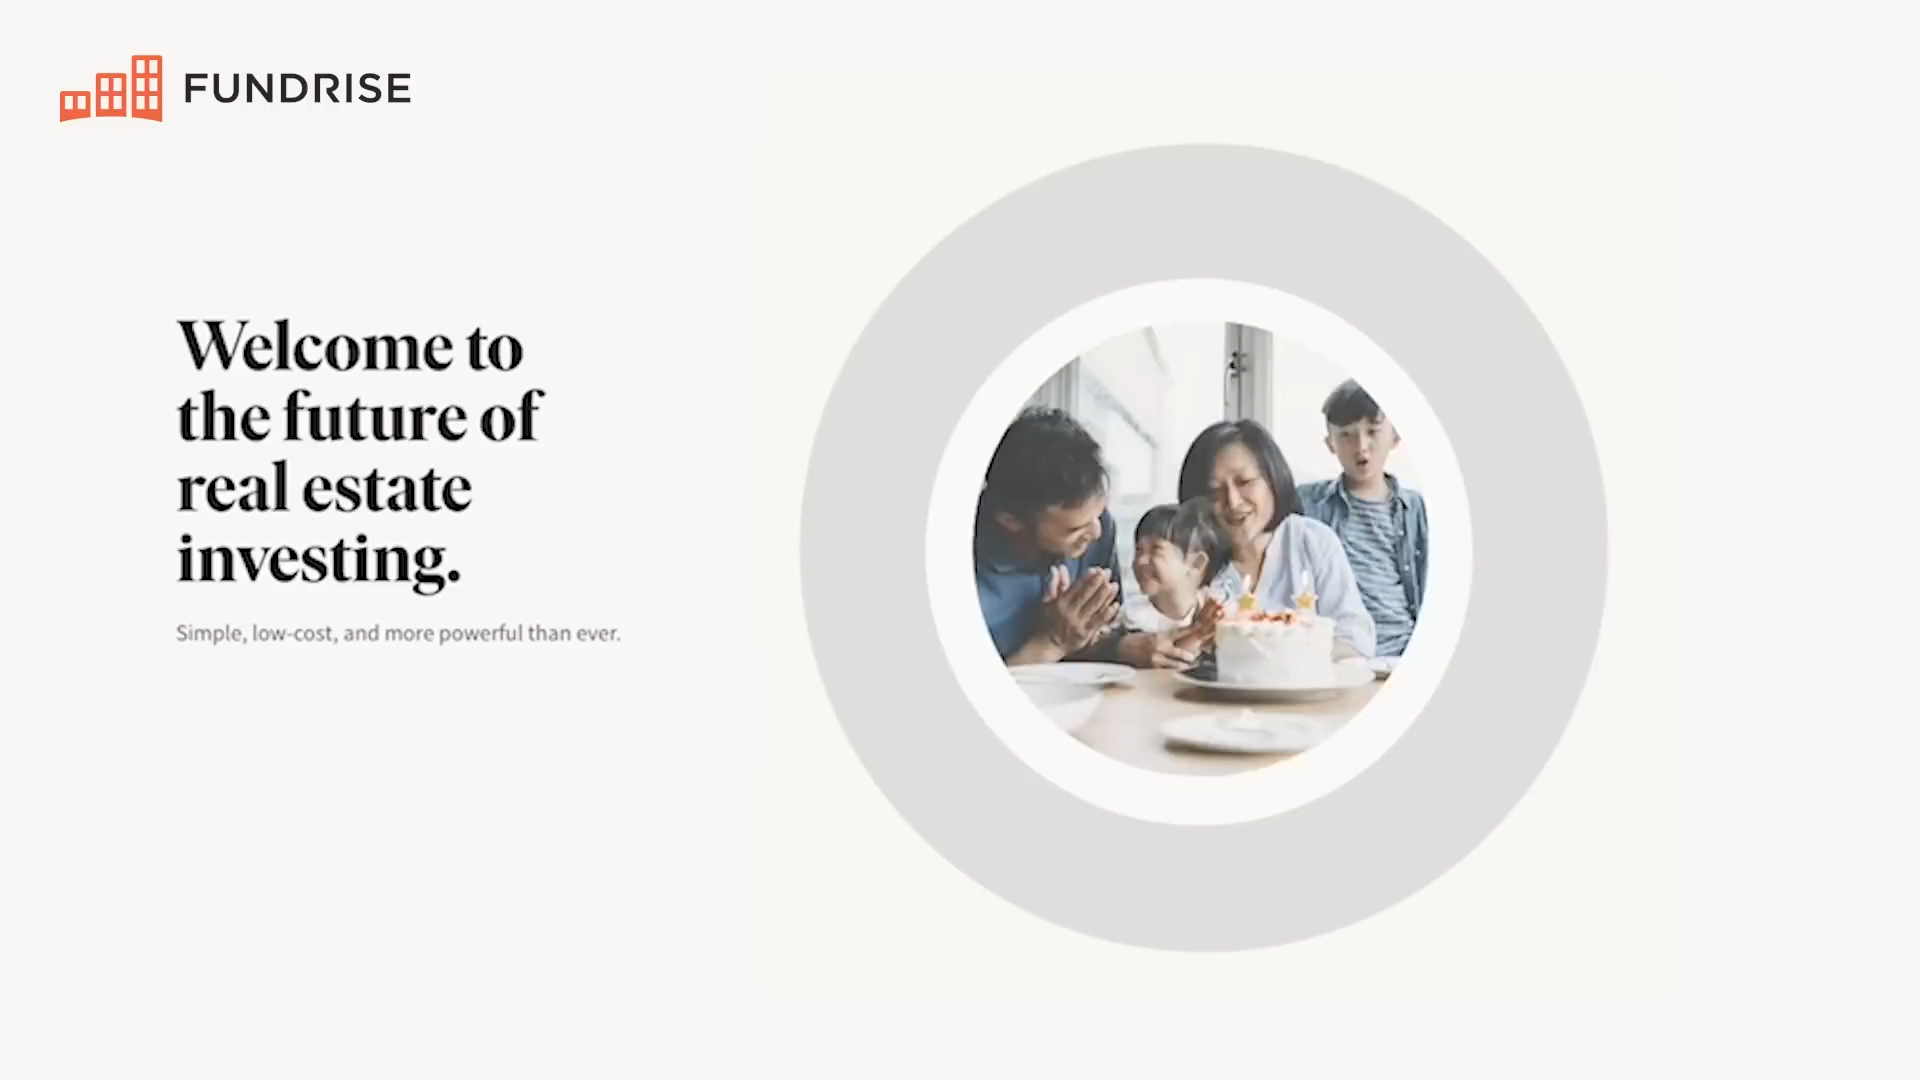 FUNDRISE
Welcome to
the future of
real estate
investing.
Simple, low-cost, and more powerful than ever.